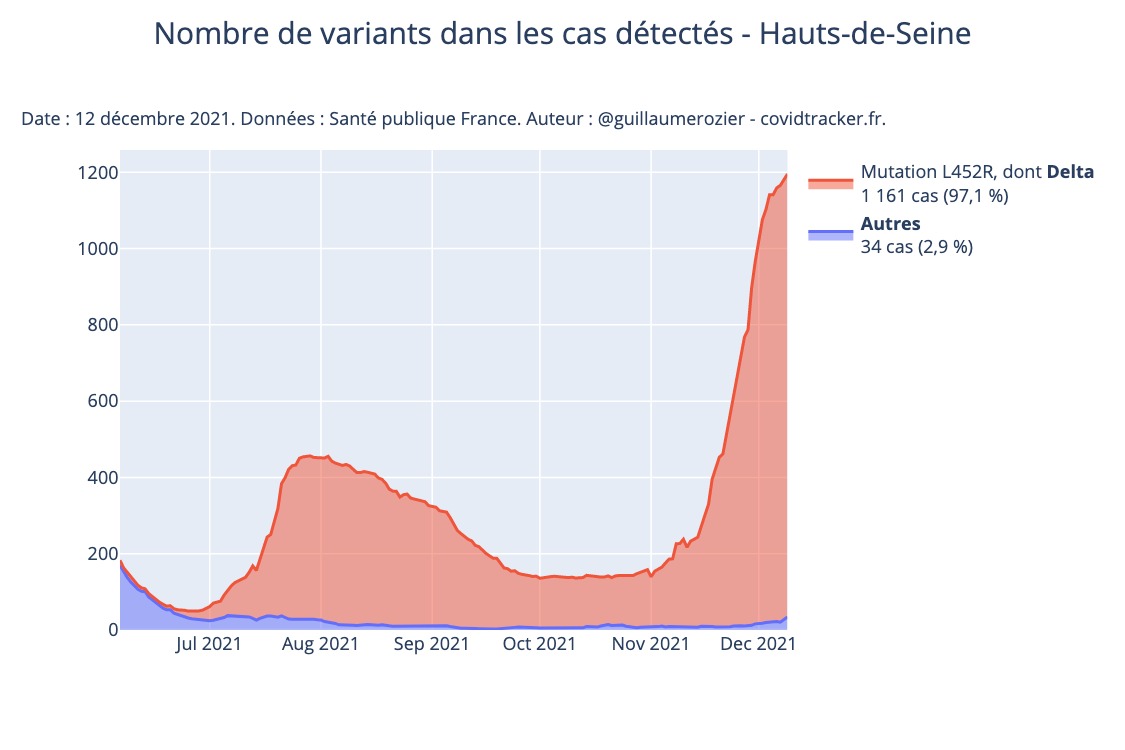 Nombre de variants dans les cas détectés - Hauts-de-Seine
Date : 12 décembre 2021. Données : Santé publique France. Auteur : @guillaumerozier - covidtracker.fr.
1200
1000
800
600
400
200
0
Jul 2021
Aug 2021
Sep 2021
Oct 2021
Nov 2021
Dec 2021
Mutation L452R, dont Delta
1 161 cas (97,1 %)
Autres
34 cas (2,9 %)